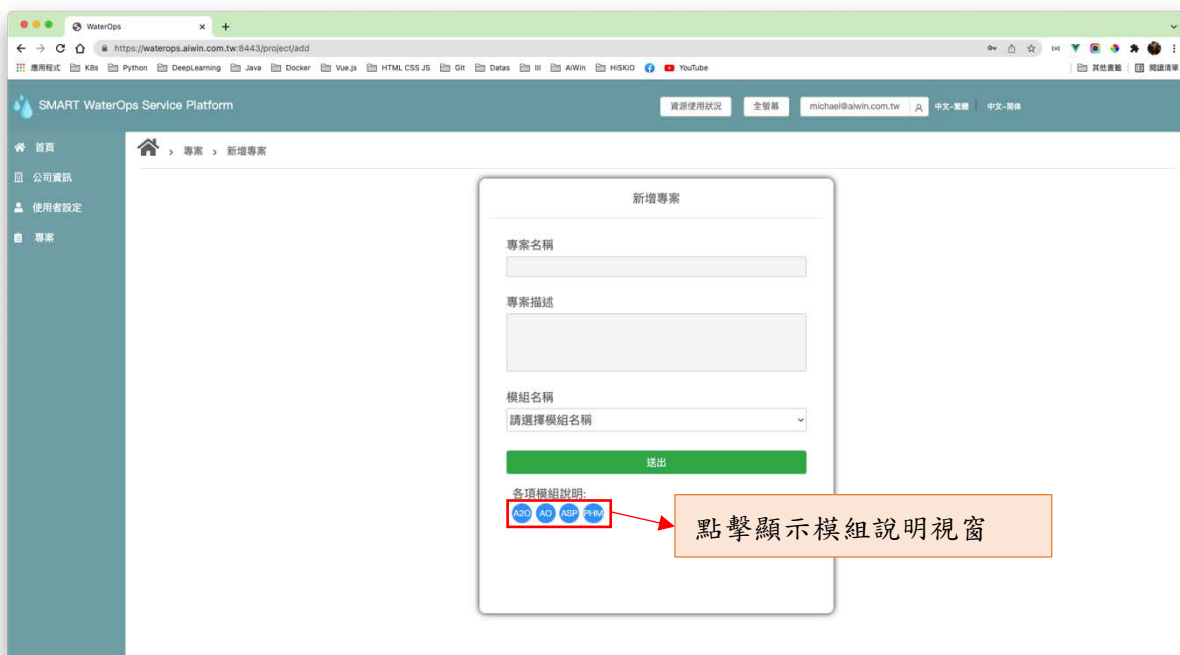 WaterOps
https://waterops.aiwin.com.tw:8443/project/add
應用程式 K8s Python DeepLearning Java Docker Vue.js HTML CSS JS Git Datas III AIWin HiSKIO YouTube 其他書籤 閱讀清單
SMART WaterOps Service Platform 資源使用狀況 全螢幕 michael@aiwin.com.tw 中文-繁體 中文-简体
首頁
公司資訊
使用者設定
專案
專案 > 新增專案
新增專案
專案名稱
專案描述
模組名稱
請選擇模組名稱
送出
各項模組說明:
A2O AO ASP PHM
點擊顯示模組說明視窗